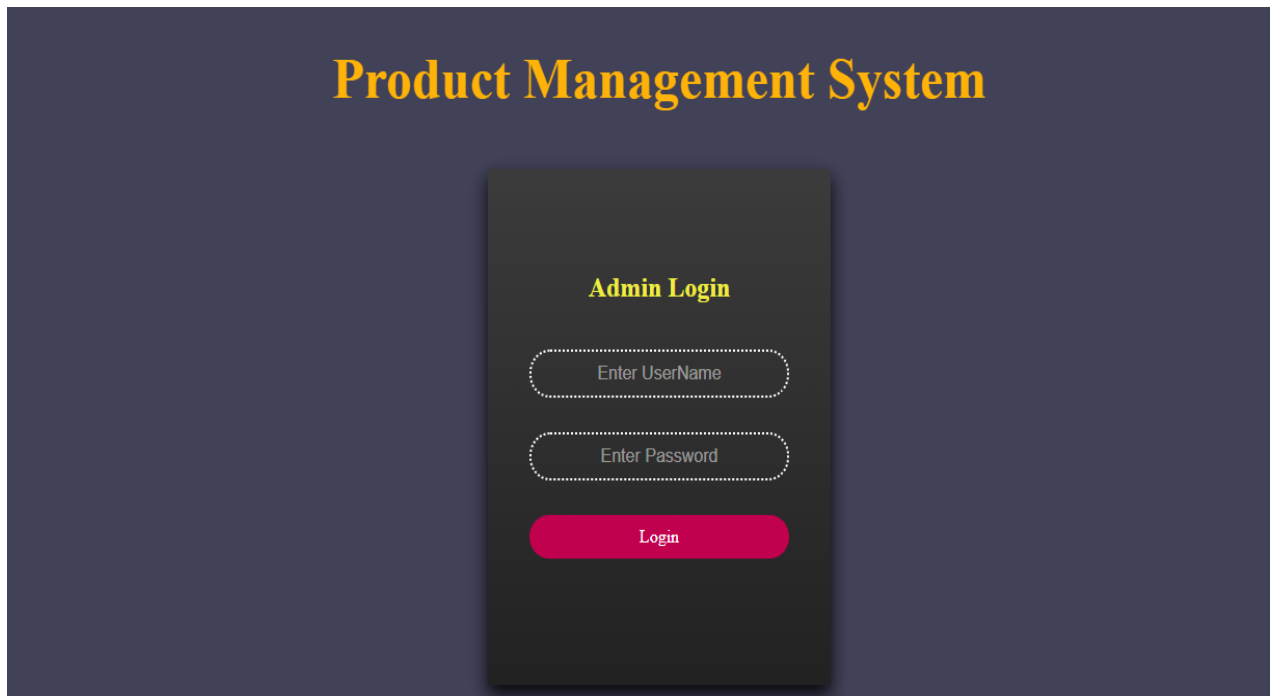 Product Management System
Admin Login
Enter UserName
Enter Password
Login